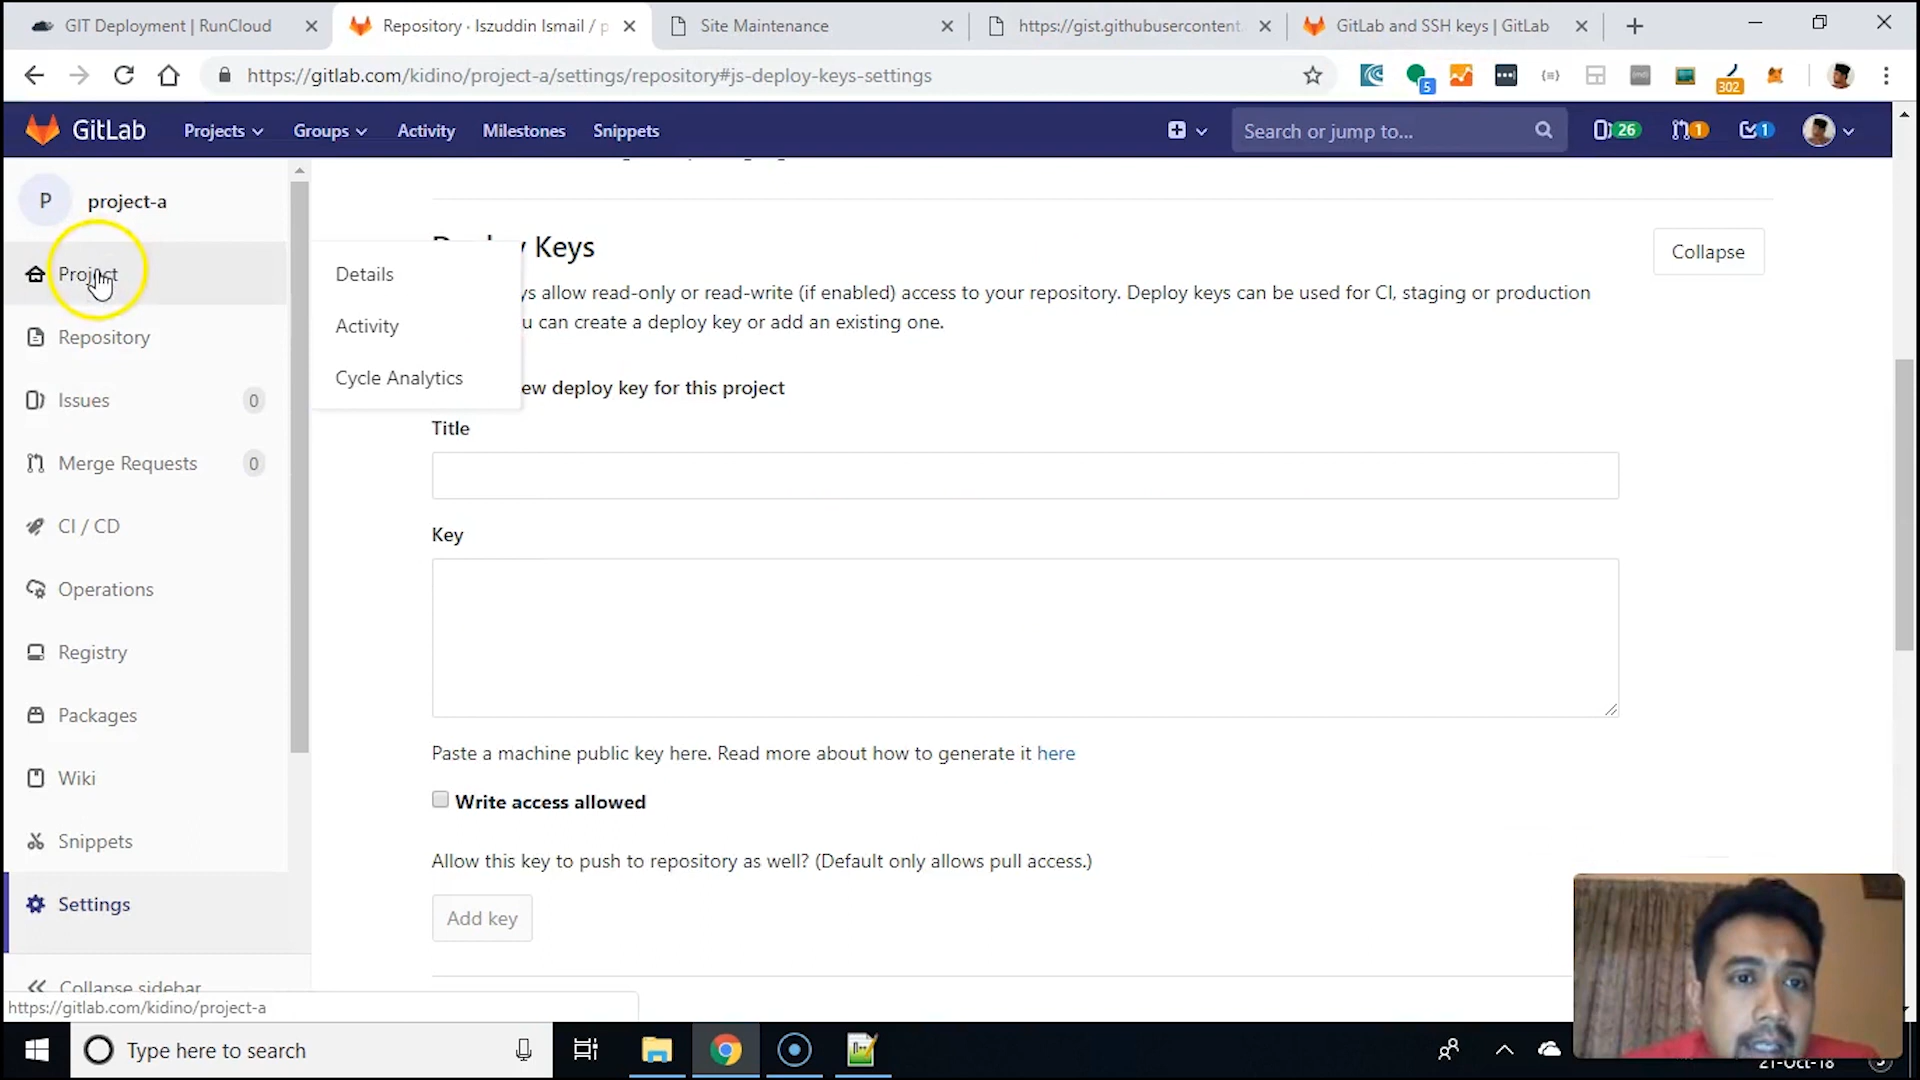 GIT Deployment | RunCloud
Repository · Iszuddin Ismail / p
Site Maintenance
https://gist.githubusercontent.
GitLab and SSH keys | GitLab
https://gitlab.com/kidino/project-a/settings/repository#js-deploy-keys-settings
5
302
GitLab
Projects
Groups
Activity
Milestones
Snippets
Search or jump to...
26
1
1
P
project-a
Project
Repository
Issues
0
Merge Requests
0
CI / CD
Operations
Registry
Packages
Wiki
Snippets
Settings
Collapse sidebar
https://gitlab.com/kidino/project-a
Details
Activity
Cycle Analytics
Keys
Collapse
ys allow read-only or read-write (if enabled) access to your repository. Deploy keys can be used for CI, staging or production
u can create a deploy key or add an existing one.
ew deploy key for this project
Title
Key
Paste a machine public key here. Read more about how to generate it here
Write access allowed
Allow this key to push to repository as well? (Default only allows pull access.)
Add key
Type here to search
21-Oct-18